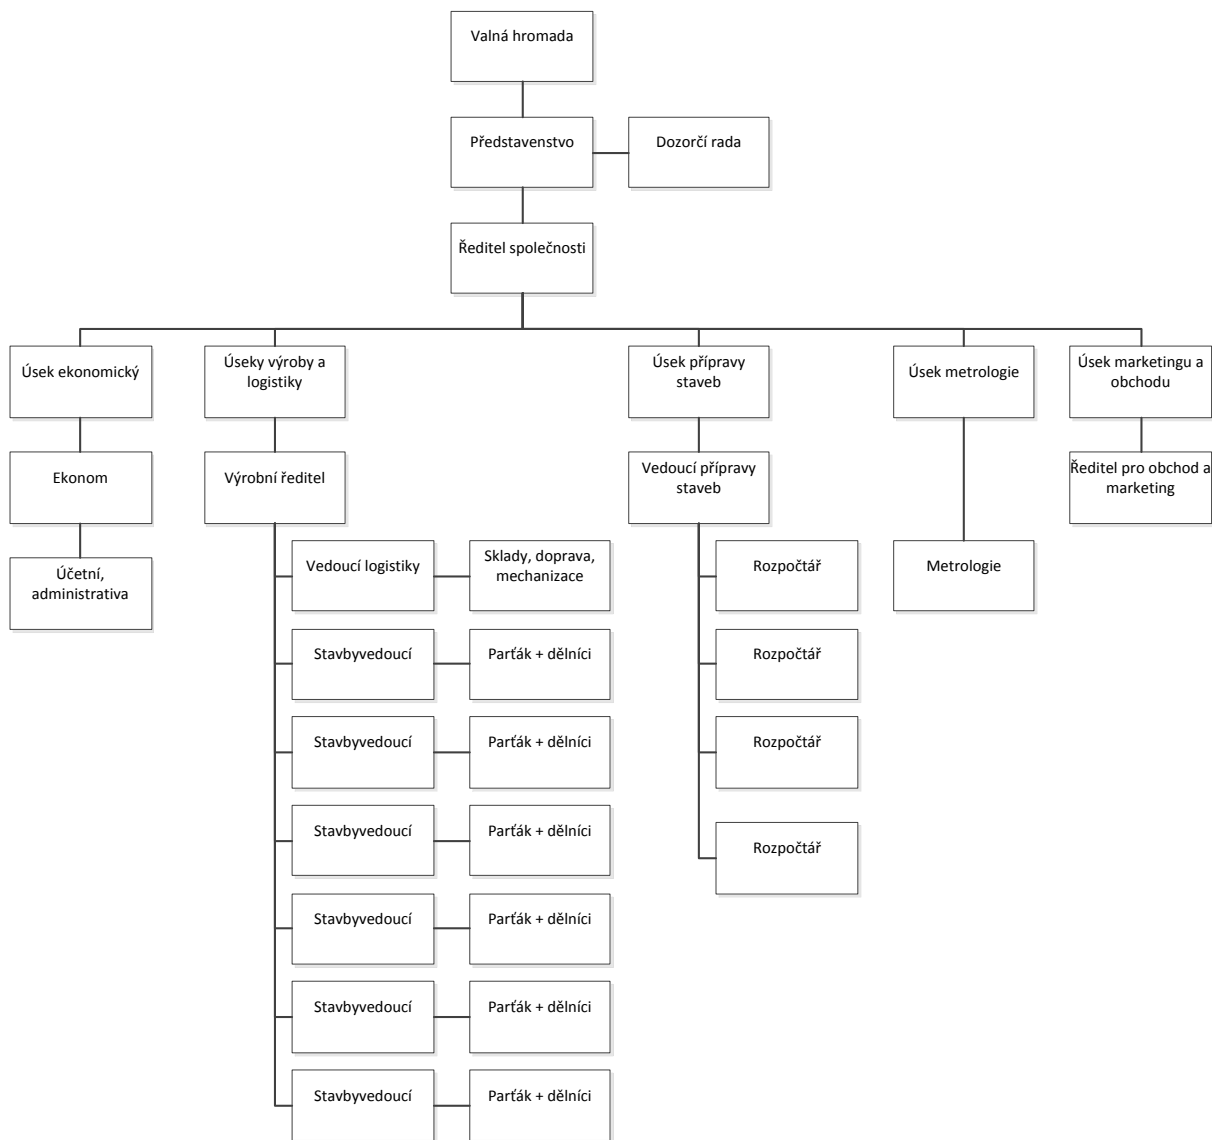 Valná hromada
Představenstvo
Dozorčí rada
Ředitel společnosti
Úsek ekonomický
Úseky výroby a
logistiky
Úsek přípravy
staveb
Úsek metrologie
Úsek marketingu a
obchodu
Ekonom
Výrobní ředitel
Vedoucí přípravy
staveb
Ředitel pro obchod a
marketing
Účetní,
administrativa
Vedoucí logistiky
Sklady, doprava,
mechanizace
Rozpočtář
Metrologie
Stavbyvedoucí
Parťák + dělníci
Rozpočtář
Stavbyvedoucí
Parťák + dělníci
Rozpočtář
Stavbyvedoucí
Parťák + dělníci
Rozpočtář
Stavbyvedoucí
Parťák + dělníci
Stavbyvedoucí
Parťák + dělníci
Stavbyvedoucí
Parťák + dělníci